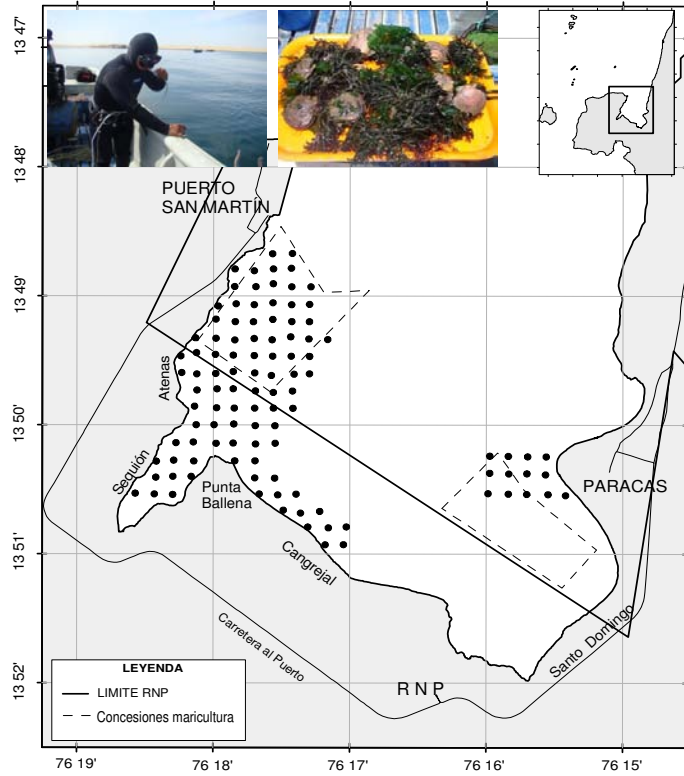 13 47'
13 48'
13 49'
13 50'
13 51'
13 52'
PUERTO
SAN MARTÍN
Atenas
Sequión
Punta
Ballena
Cangrejal
PARACAS
Carretera al Puerto
Santo Domingo
R N P
LEYENDA
LIMITE RNP
Concesiones maricultura
76 19'
76 18'
76 17'
76 16'
76 15'